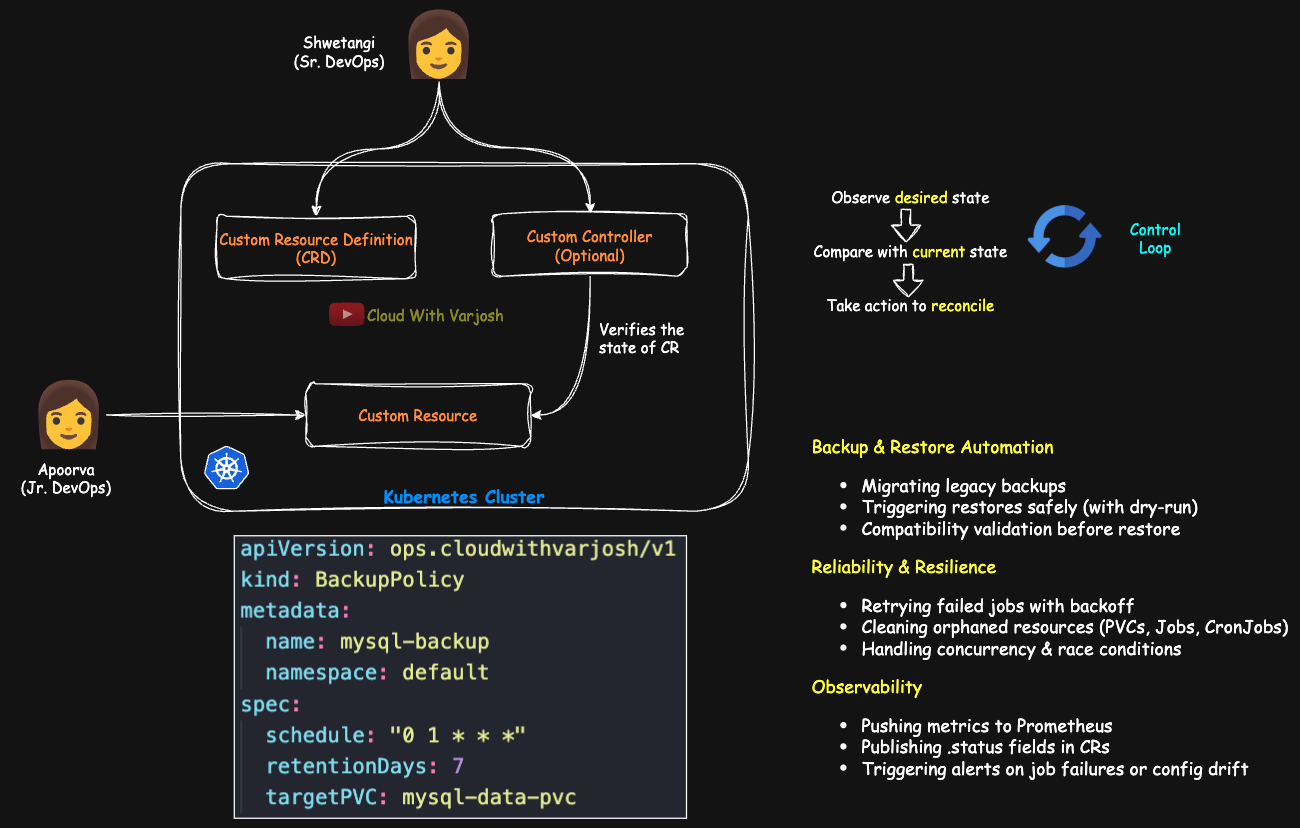 Shwetangi
(Sr. DevOps)
Custom Resource Definition
(CRD)
Custom Controller
(Optional)
Cloud With Varjosh
Verifies the
state of CR
Custom Resource
Apoorva
(Jr. DevOps)
Kubernetes Cluster
apiVersion: ops.cloudwithvarjosh/v1
kind: BackupPolicy
metadata:
  name: mysql-backup
  namespace: default
spec:
  schedule: "0 1 * * *"
  retentionDays: 7
  targetPVC: mysql-data-pvc
Observe desired state
Compare with current state
Take action to reconcile
Control
Loop
Backup & Restore Automation
• Migrating legacy backups
• Triggering restores safely (with dry-run)
• Compatibility validation before restore
Reliability & Resilience
• Retrying failed jobs with backoff
• Cleaning orphaned resources (PVCs, Jobs, CronJobs)
• Handling concurrency & race conditions
Observability
• Pushing metrics to Prometheus
• Publishing .status fields in CRs
• Triggering alerts on job failures or config drift